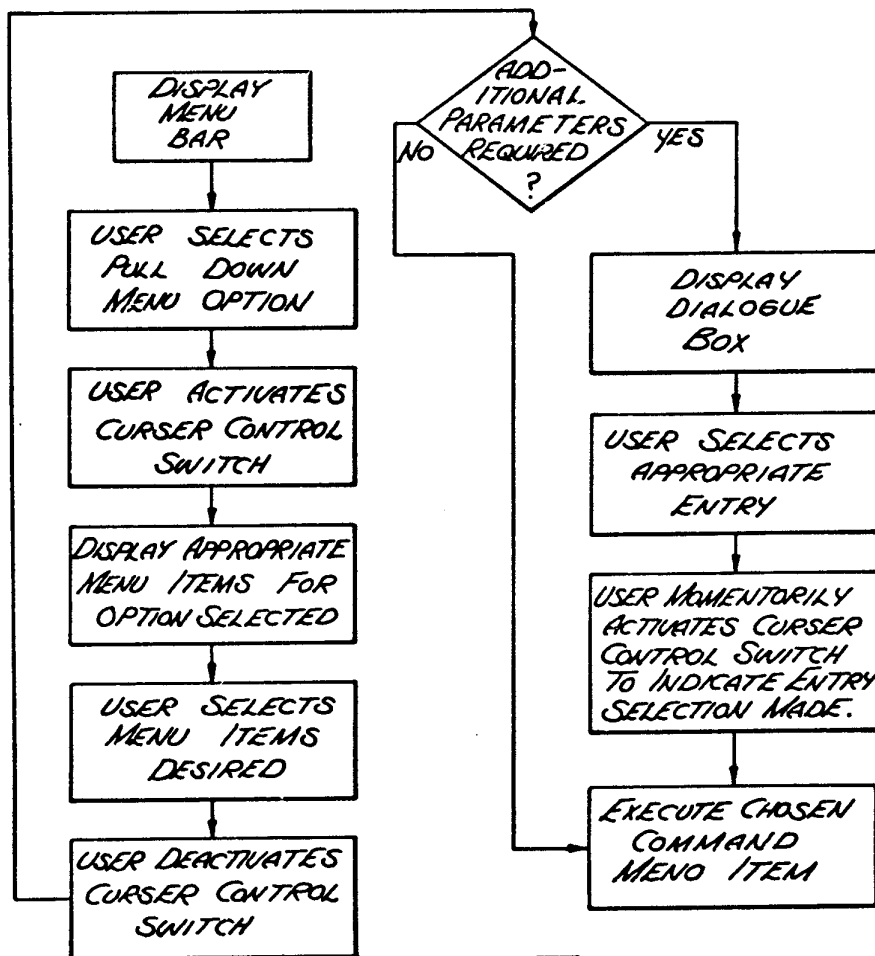 DISPLAY
MENU
BAR
USER SELECTS
PULL DOWN
MENU OPTION
USER ACTIVATES
CURSER CONTROL
SWITCH
DISPLAY APPROPRIATE
MENU ITEMS FOR
OPTION SELECTED
USER SELECTS
MENU ITEMS
DESIRED
USER DEACTIVATES
CURSER CONTROL
SWITCH
ADD-
ITIONAL
PARAMETERS
REQUIRED
?
NO
YES
DISPLAY
DIALOGUE
BOX
USER SELECTS
APPROPRIATE
ENTRY
USER MOMENTORILY
ACTIVATES CURSER
CONTROL SWITCH
TO INDICATE ENTRY
SELECTION MADE.
EXECUTE CHOSEN
COMMAND
MENO ITEM